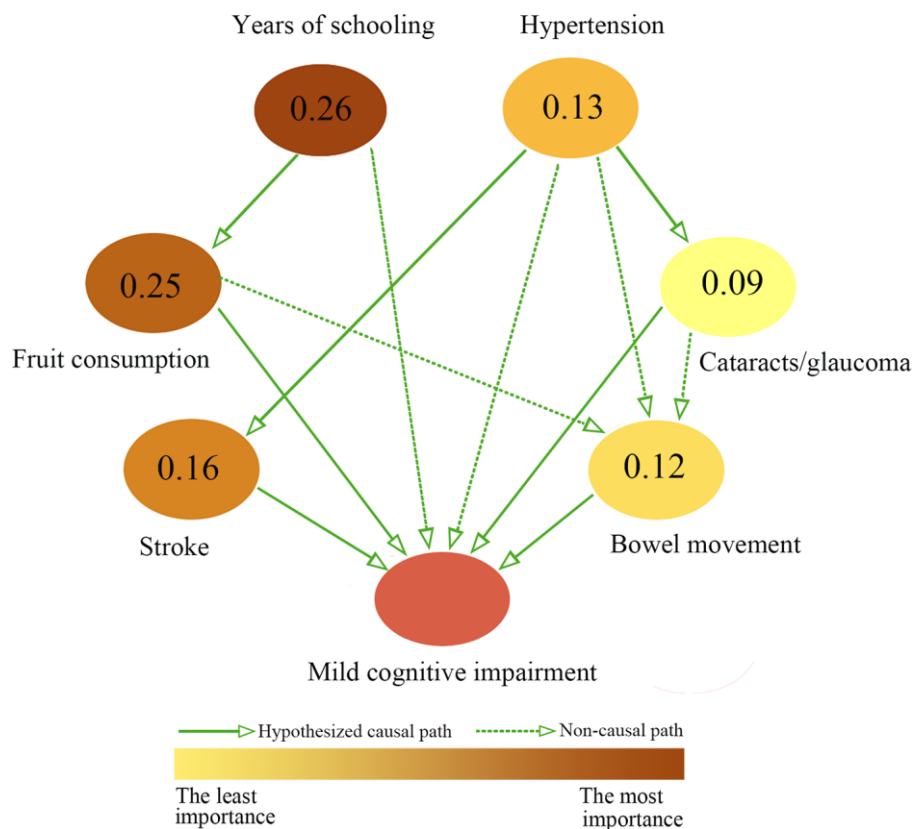 Years of schooling
Hypertension
0.26
0.13
0.25
0.09
Fruit consumption
Cataracts/glaucoma
0.16
0.12
Stroke
Bowel movement
Mild cognitive impairment
Hypothesized causal path
Non-causal path
The least
importance
The most
importance